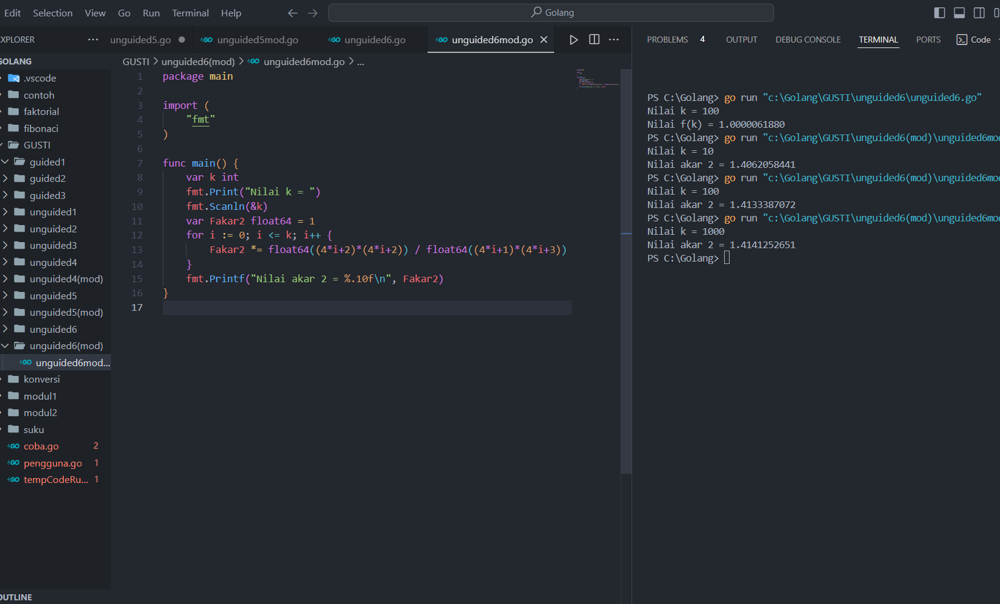 Edit Selection View Go Run Terminal Help
Golang
XPLORER
unguided5.go
unguided5mod.go
unguided6.go
unguided6mod.go
GOLANG
.vscode
contoh
faktorial
fibonaci
GUSTI
guided1
guided2
guided3
unguided1
unguided2
unguided3
unguided4
unguided4(mod)
unguided5
unguided5(mod)
unguided6
unguided6(mod)
unguided6mod...
konversi
modul1
modul2
suku
coba.go 2
pengguna.go 1
tempCodeRu... 1
OUTLINE
GUSTI > unguided6(mod) > GO unguided6mod.go > ...
1 package main
2
3 import (
4 "fmt"
5 )
6
7 func main() {
8 var k int
9 fmt.Print("Nilai k = ")
10 fmt.Scanln(&k)
11 var Fakar2 float64 = 1
12 for i := 0; i <= k; i++ {
13 Fakar2 *= float64((4*i+2)*(4*i+2)) / float64((4*i+1)*(4*i+3))
14 }
15 fmt.Printf("Nilai akar 2 = %.10f\n", Fakar2)
16 }
17
PROBLEMS 4 OUTPUT DEBUG CONSOLE TERMINAL PORTS Code
PS C:\Golang> go run "c:\Golang\GUSTI\unguided6\unguided6.go"
Nilai k = 100
Nilai f(k) = 1.0000061880
PS C:\Golang> go run "c:\Golang\GUSTI\unguided6(mod)\unguided6mod
Nilai k = 10
Nilai akar 2 = 1.4062058441
PS C:\Golang> go run "c:\Golang\GUSTI\unguided6(mod)\unguided6mod
Nilai k = 100
Nilai akar 2 = 1.4133387072
PS C:\Golang> go run "c:\Golang\GUSTI\unguided6(mod)\unguided6mod
Nilai k = 1000
Nilai akar 2 = 1.4141252651
PS C:\Golang>